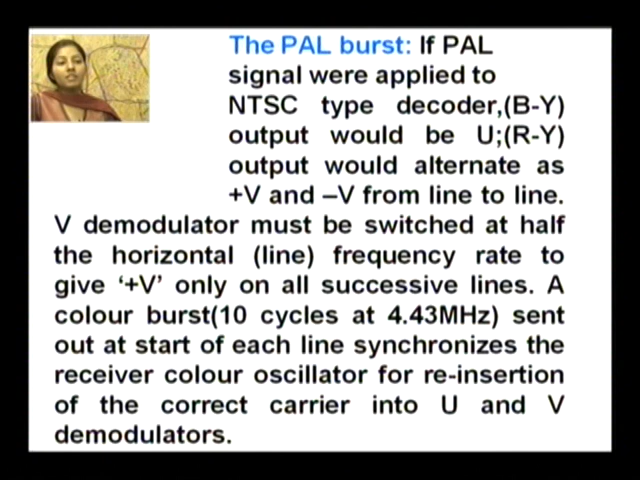 The PAL burst: If PAL
signal were applied to
NTSC type decoder,(B-Y)
output would be U;(R-Y)
output would alternate as
+V and –V from line to line.
V demodulator must be switched at half
the horizontal (line) frequency rate to
give ‘+V’ only on all successive lines. A
colour burst(10 cycles at 4.43MHz) sent
out at start of each line synchronizes the
receiver colour oscillator for re-insertion
of the correct carrier into U and V
demodulators.